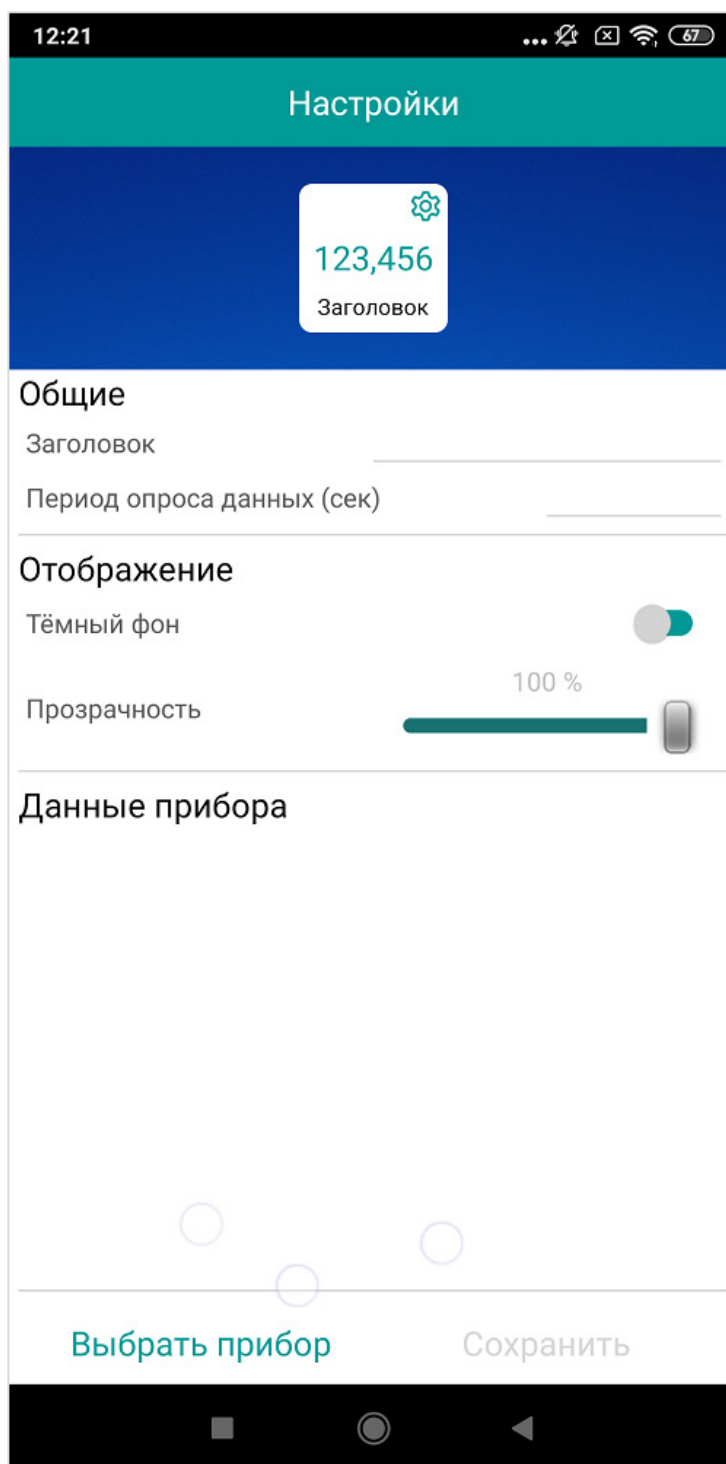 12:21
67
Настройки
123,456
Заголовок
Общие
Заголовок
Период опроса данных (сек)
Отображение
Тёмный фон
100 %
Прозрачность
Данные прибора
Выбрать прибор
Сохранить